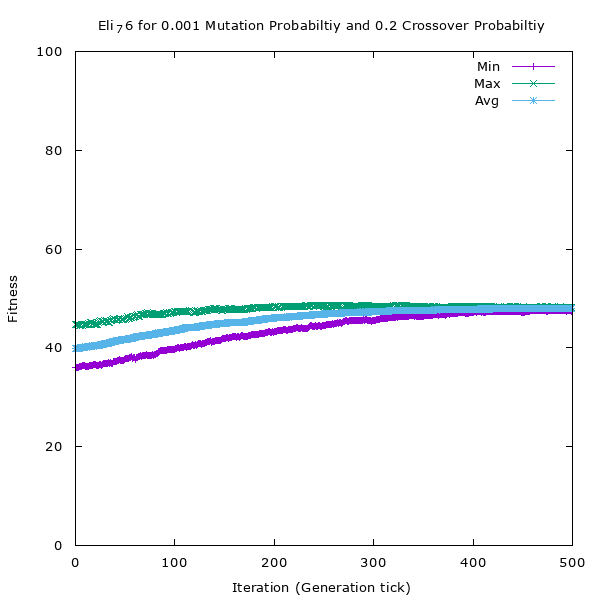 Eli₇6 for 0.001 Mutation Probabiltiy and 0.2 Crossover Probabiltiy
100
80
60
40
20
0
Fitness
Min
Max
Avg
0 100 200 300 400 500
Iteration (Generation tick)